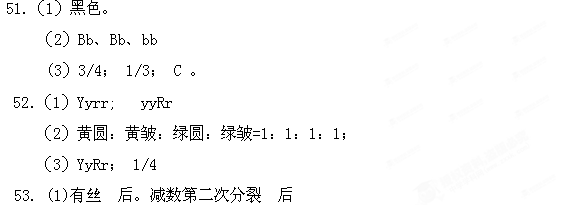 51.（1）黑色。
（2）Bb、Bb、bb
（3）3/4； 1/3； C 。
52.（1）Yyrr; yyRr
（2）黄圆：黄皱：绿圆：绿皱=1：1：1：1；
（3）YyRr； 1/4
53. (1)有丝 后。减数第二次分裂 后